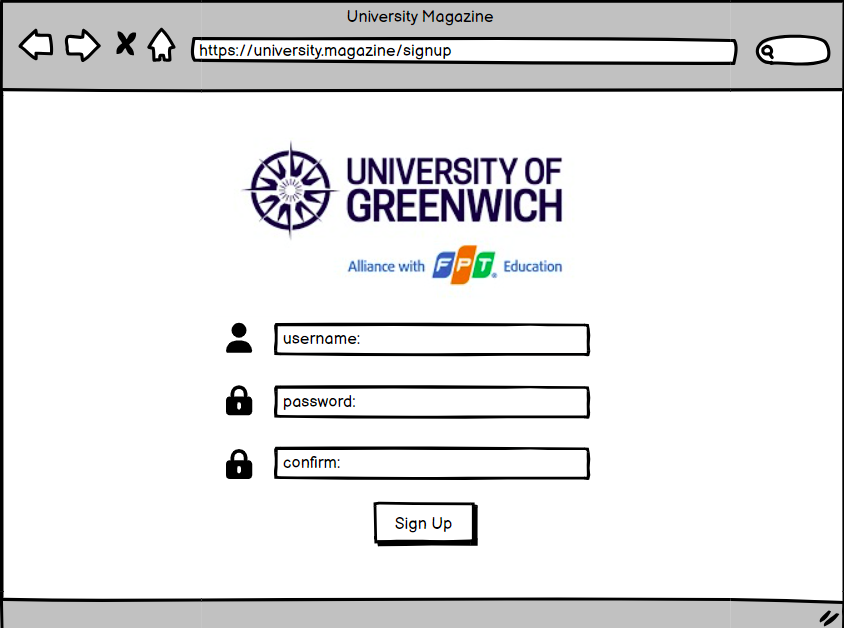 University Magazine
https://university.magazine/signup
UNIVERSITY OF
GREENWICH
Alliance with FPT Education
username:
password:
confirm:
Sign Up